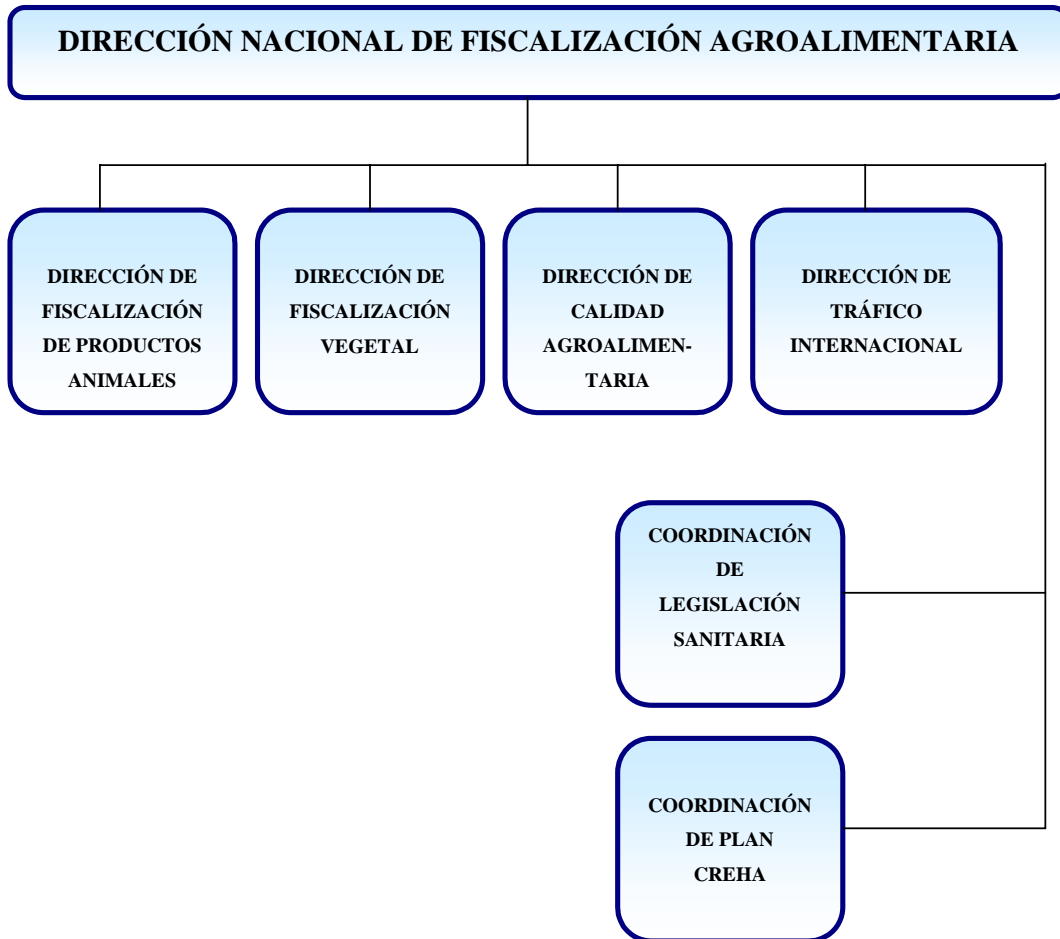 DIRECCIÓN NACIONAL DE FISCALIZACIÓN AGROALIMENTARIA
DIRECCIÓN DE
FISCALIZACIÓN
DE PRODUCTOS
ANIMALES
DIRECCIÓN DE
FISCALIZACIÓN
VEGETAL
DIRECCIÓN DE
CALIDAD
AGROALIMEN-
TARIA
DIRECCIÓN DE
TRÁFICO
INTERNACIONAL
COORDINACIÓN
DE
LEGISLACIÓN
SANITARIA
COORDINACIÓN
DE PLAN
CREHA